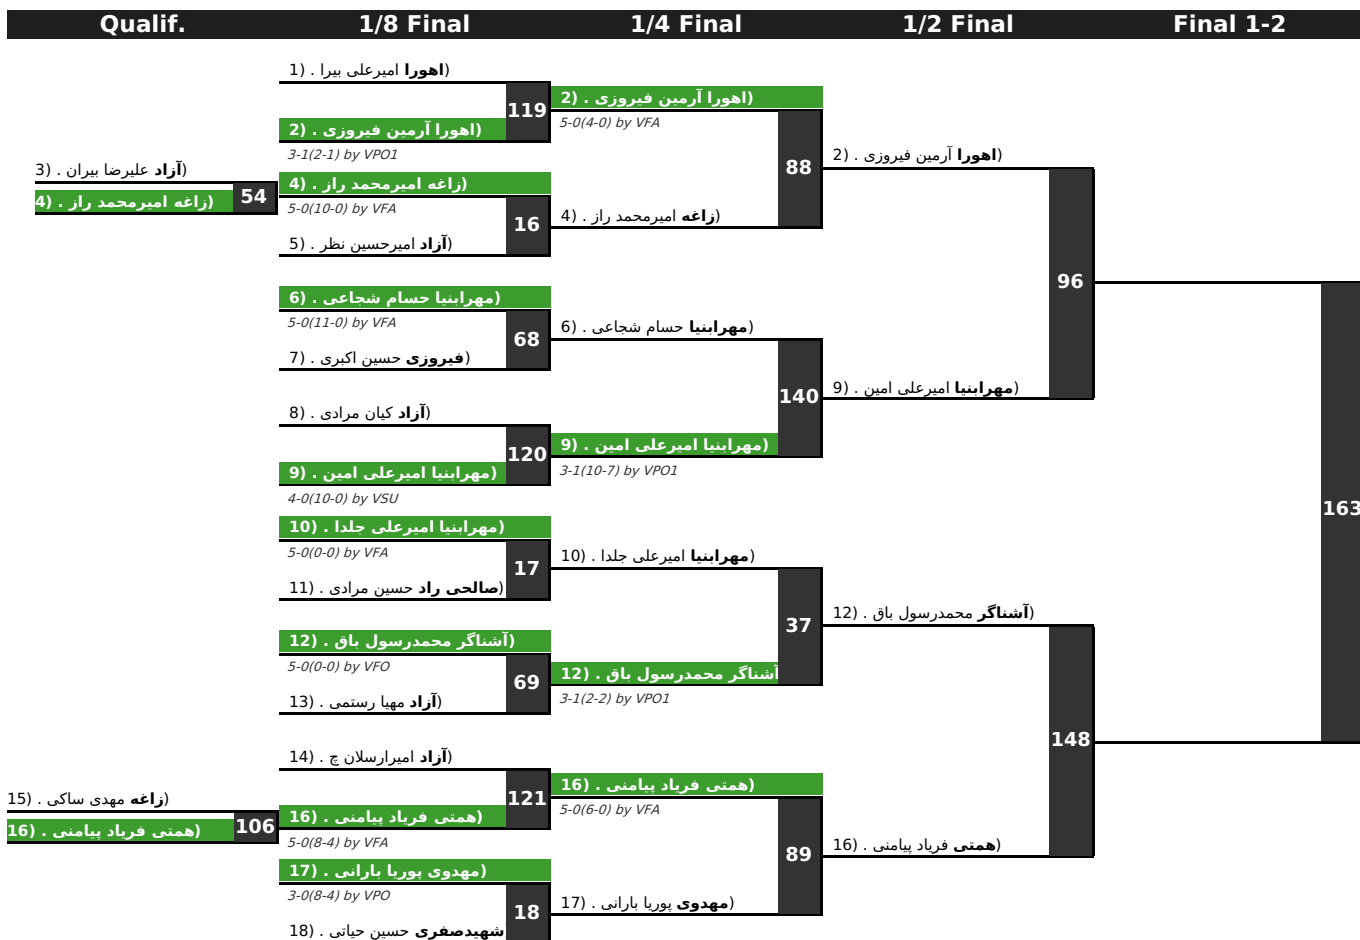 Qualif. 1/8 Final 1/4 Final 1/2 Final Final 1-2
1) . امیرعلی بیرا (اهورا
119
2) . آرمین فیروزی (اهورا
3-1(2-1) by VPO1
2) . آرمین فیروزی (اهورا
5-0(4-0) by VFA
88
2) . آرمین فیروزی (اهورا
3) . علیرضا بیران (آزاد
54
4) . امیرمحمد راز (زاغه
4) . امیرمحمد راز (زاغه
5-0(10-0) by VFA
16
5) . امیرحسین نظر (آزاد
4) . امیرمحمد راز (زاغه
96
6) . حسام شجاعی (مهرابنیا
5-0(11-0) by VFA
68
7) . حسین اکبری (فیروزی
6) . حسام شجاعی (مهرابنیا
140
9) . امیرعلی امین (مهرابنیا
8) . کیان مرادی (آزاد
120
9) . امیرعلی امین (مهرابنیا
4-0(10-0) by VSU
9) . امیرعلی امین (مهرابنیا
3-1(10-7) by VPO1
163
10) . امیرعلی جلدا (مهرابنیا
5-0(0-0) by VFA
17
11) . حسین مرادی (صالحی راد
10) . امیرعلی جلدا (مهرابنیا
37
12) . محمدرسول باق (آشناگر
12) . محمدرسول باق (آشناگر
5-0(0-0) by VFO
69
13) . مهیا رستمی (آزاد
12) . محمدرسول باق (آشناگر
3-1(2-2) by VPO1
148
14) . امیرارسلان چ (آزاد
121
15) . مهدی ساکی (زاغه
106
16) . فریاد پیامنی (همتی
16) . فریاد پیامنی (همتی
5-0(8-4) by VFA
16) . فریاد پیامنی (همتی
5-0(6-0) by VFA
89
16) . فریاد پیامنی (همتی
17) . پوریا بارانی (مهدوی
3-0(8-4) by VPO
18
18) . حسین حیاتی (شهیدصفری
17) . پوریا بارانی (مهدوی